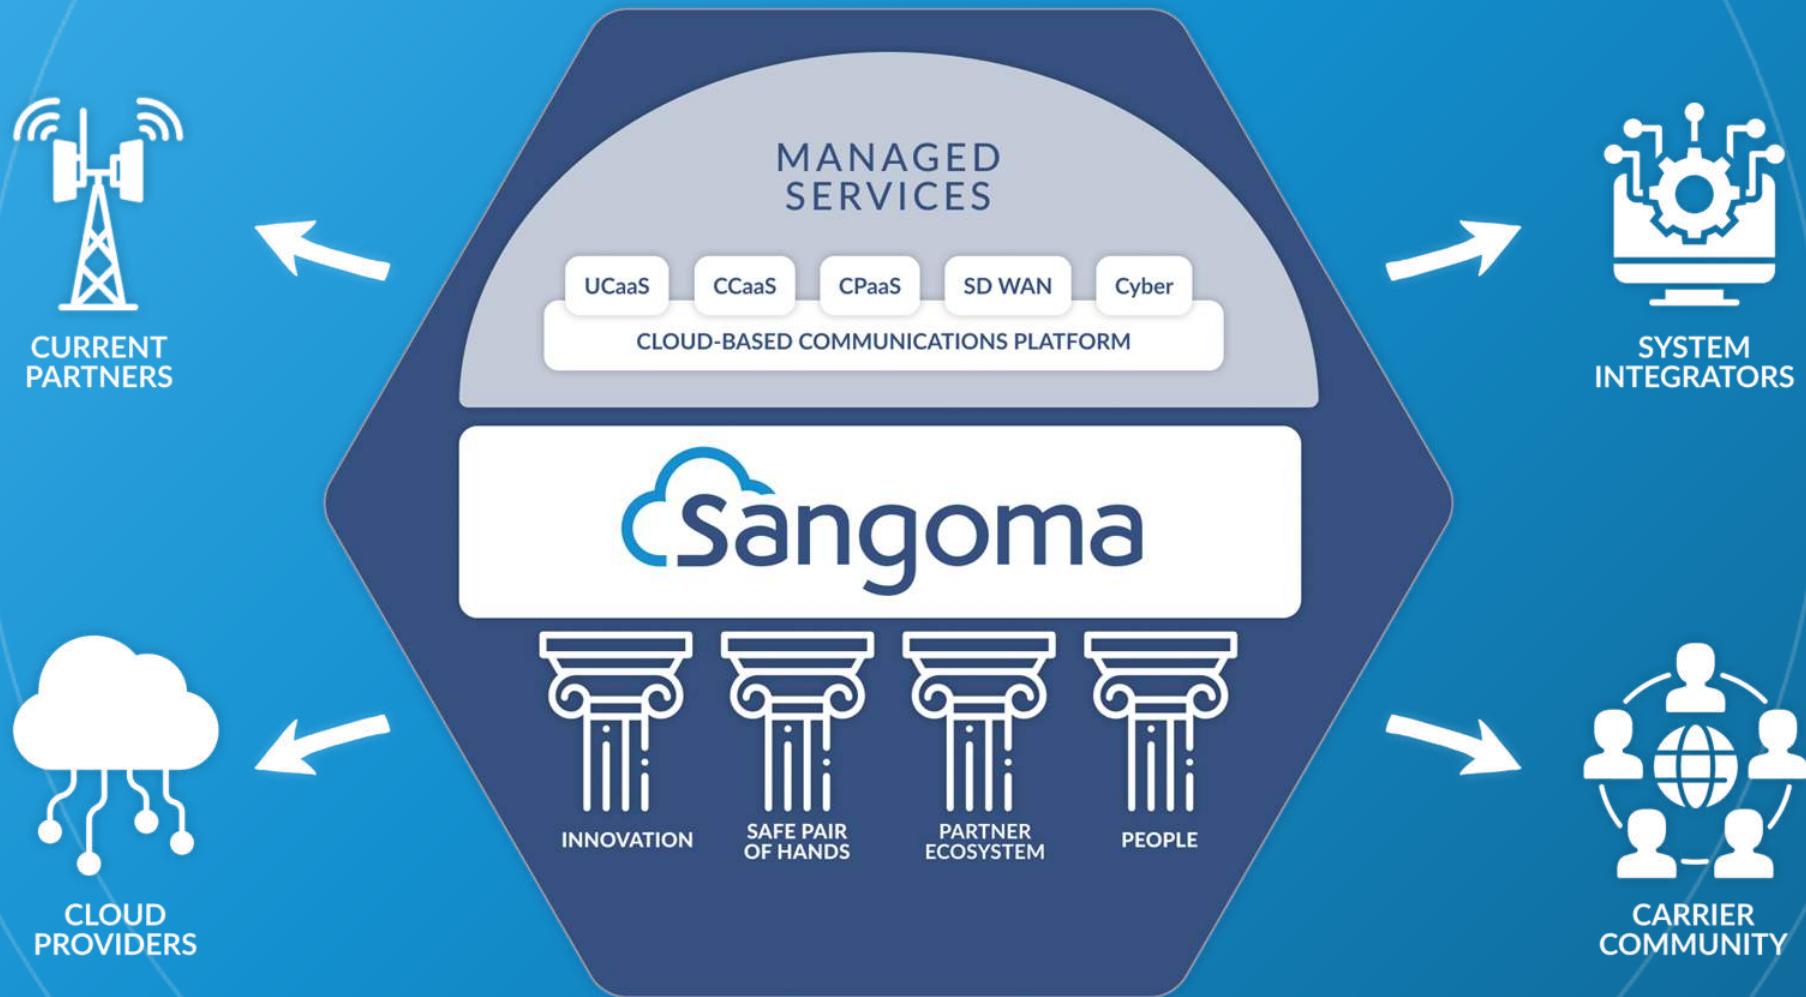 MANAGED
SERVICES
UCaaS
CCaaS
CPaaS
SD WAN
Cyber
CLOUD-BASED COMMUNICATIONS PLATFORM
CURRENT
PARTNERS
SYSTEM
INTEGRATORS
Sangoma
INNOVATION
SAFE PAIR
OF HANDS
PARTNER
ECOSYSTEM
PEOPLE
CLOUD
PROVIDERS
CARRIER
COMMUNITY